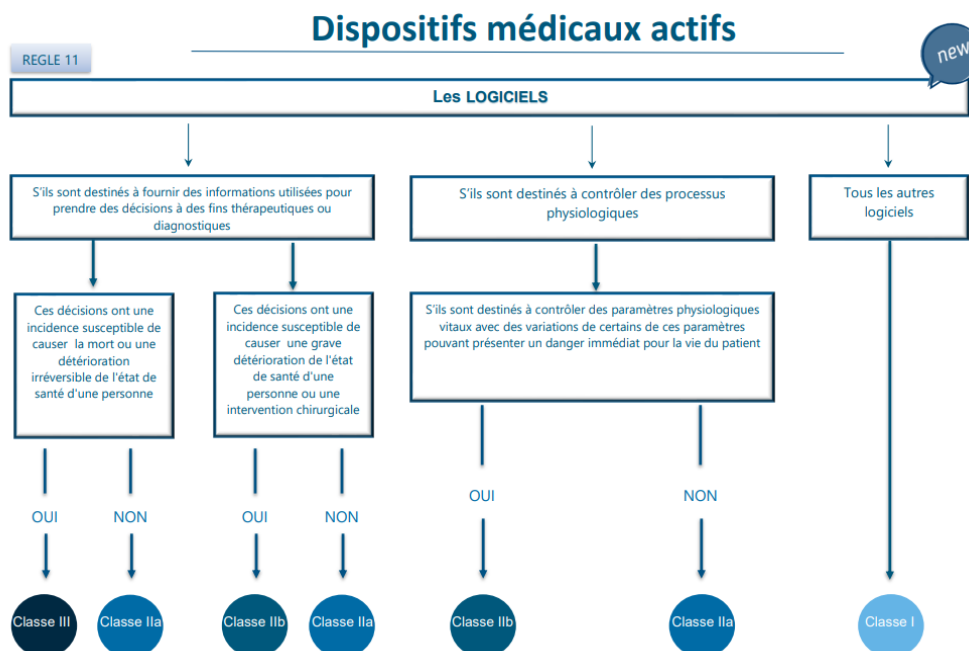 Dispositifs médicaux actifs
REGLE 11
new
Les LOGICIELS
S'ils sont destinés à fournir des informations utilisées pour
prendre des décisions à des fins thérapeutiques ou
diagnostiques
S'ils sont destinés à contrôler des processus
physiologiques
Tous les autres
logiciels
Ces décisions ont une
incidence susceptible de
causer la mort ou une
détérioration
irréversible de l'état de
santé d'une personne
Ces décisions ont une
incidence susceptible de
causer une grave
détérioration de l'état
de santé d'une
personne ou une
intervention chirurgicale
S'ils sont destinés à contrôler des paramètres physiologiques
vitaux avec des variations de certains de ces paramètres
pouvant présenter un danger immédiat pour la vie du patient
OUI
NON
OUI
NON
OUI
NON
Classe III
Classe IIa
Classe IIb
Classe IIa
Classe IIb
Classe IIa
Classe I